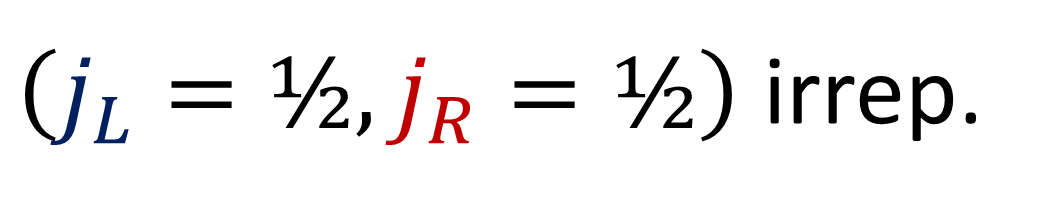 (j_L = ½, j_R = ½) irrep.